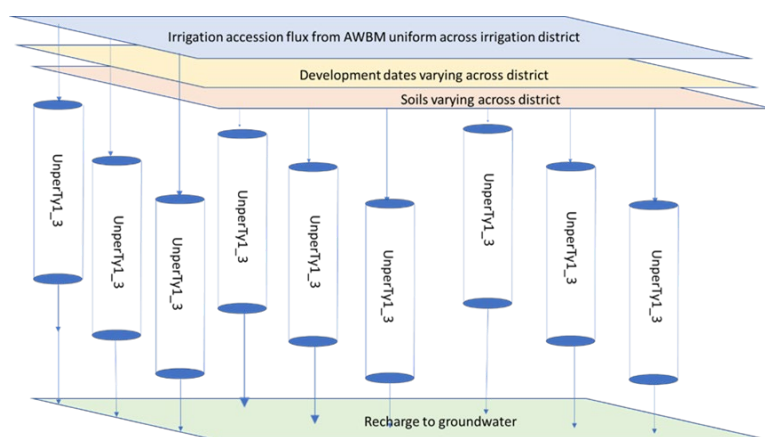 Irrigation accession flux from AWBM uniform across irrigation district
Development dates varying across district
Soils varying across district
UnperTy1_3
UnperTy1_3
UnperTy1_3
UnperTy1_3
UnperTy1_3
UnperTy1_3
UnperTy1_3
UnperTy1_3
UnperTy1_3
Recharge to groundwater